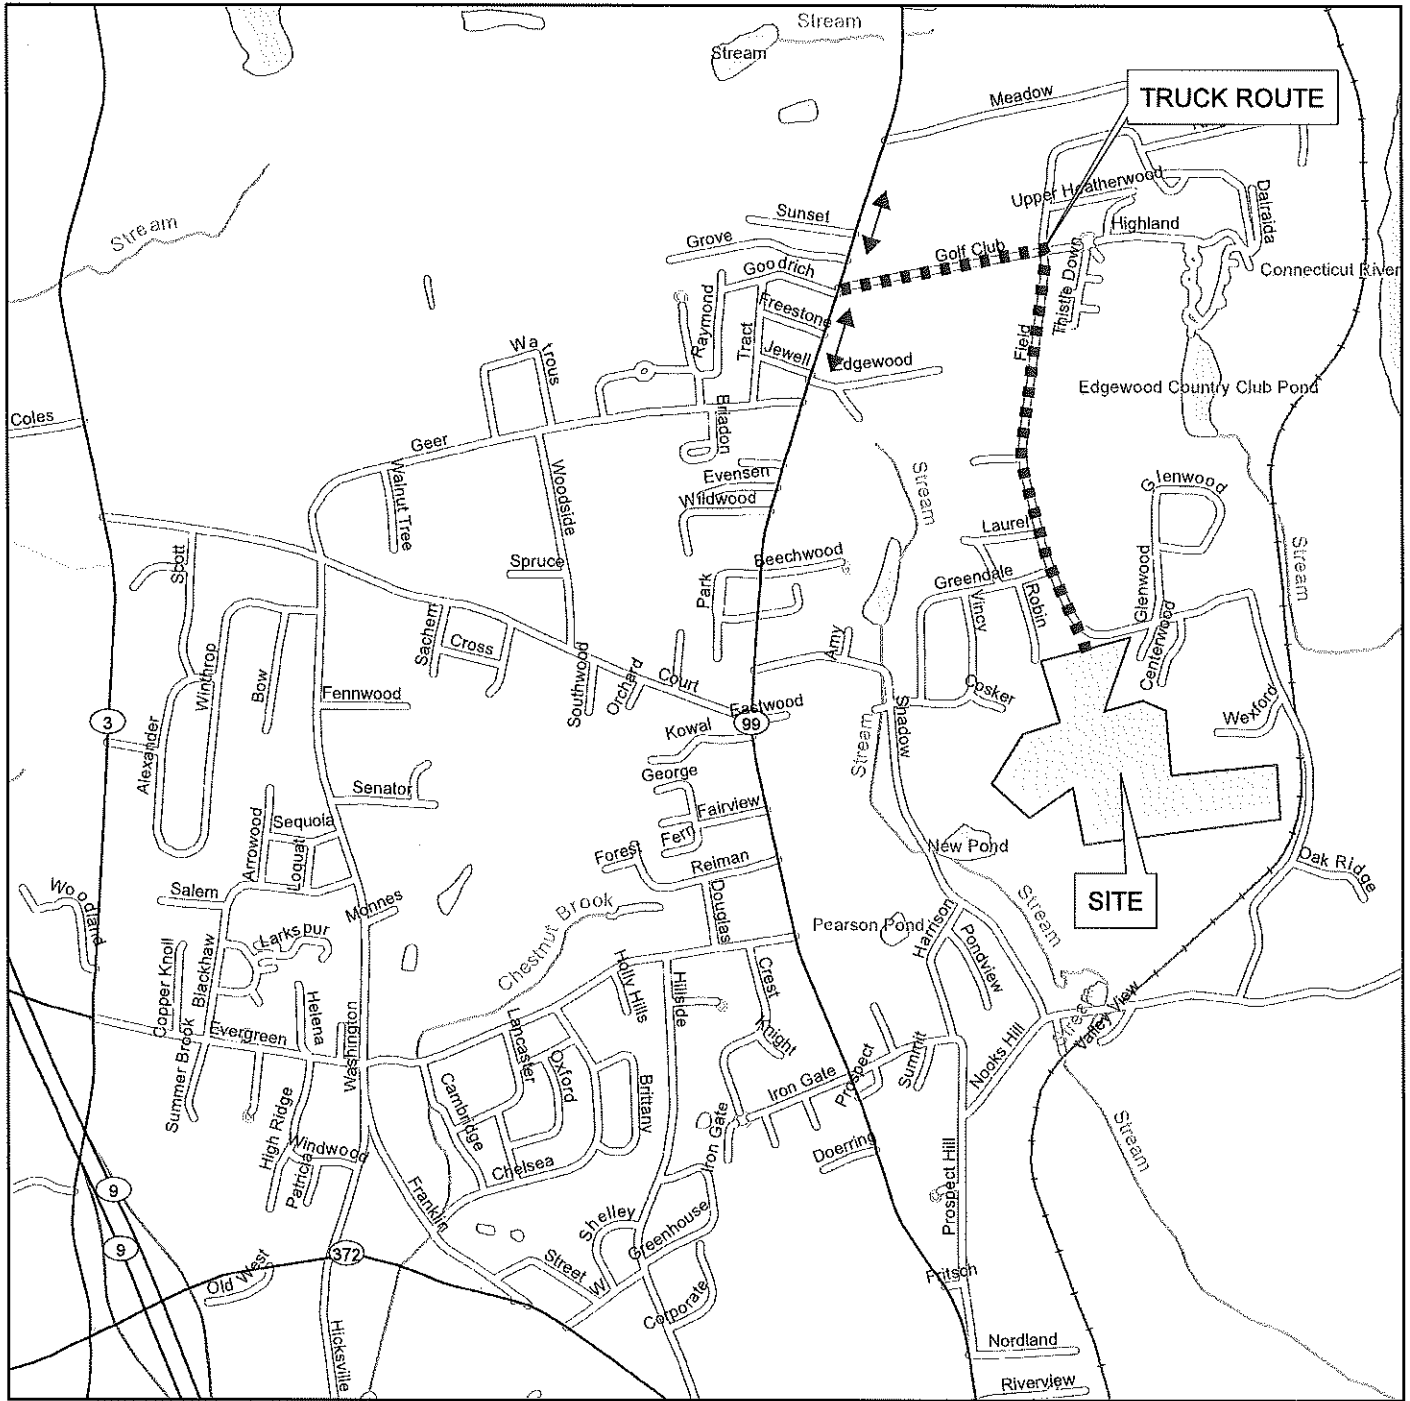 Stream
Stream
Meadow
TRUCK ROUTE
Upper Heatherwood
Dalraida
Sunset
Highland
Stream
Grove
Golf Club
Thistle Down
Goodrich
Connecticut River
Raymond
Freestone
Tract
Field
Watrous
Jewell
Edgewood
Edgewood Country Club Pond
Coles
Briadon
Geer
Walnut Tree
Woodside
Evensen
Wildwood
Stream
Glenwood
Laurel
Stream
Scott
Spruce
Beechwood
Park
Greendale
Vincy
Robin
Glenwood
Centerwood
Sachem
Cross
Amy
Winthrop
Bow
Southwood
Orchard
Court
Fennwood
Cosker
Eastwood
Shadow
Wexford
3
99
Kowal
Stream
Alexander
George
Senator
Fairview
Sequoia
Fern
Arrowood
Loquat
Forest
Reiman
New Pond
Oak Ridge
Woodland
Salem
Monnes
Douglas
SITE
Chestnut Brook
Pearson Pond
Harrison
Stream
Larkspur
Copper Knoll
Blackhaw
Pondview
Holly Hills
Hillside
Crest
Helena
Evergreen
Washington
Lancaster
Knight
Stream
Valley View
Summer Brook
Oxford
Prospect
Summit
Nooks Hill
Cambridge
Brittany
Iron Gate
High Ridge
Iron Gate
Windwood
Doerring
Stream
Patricia
Chelsea
9
Franklin
Prospect Hill
Shelley
Greenhouse
9
372
Street
W
Old West
Fritsch
Corporate
Hicksville
Nordland
Riverview